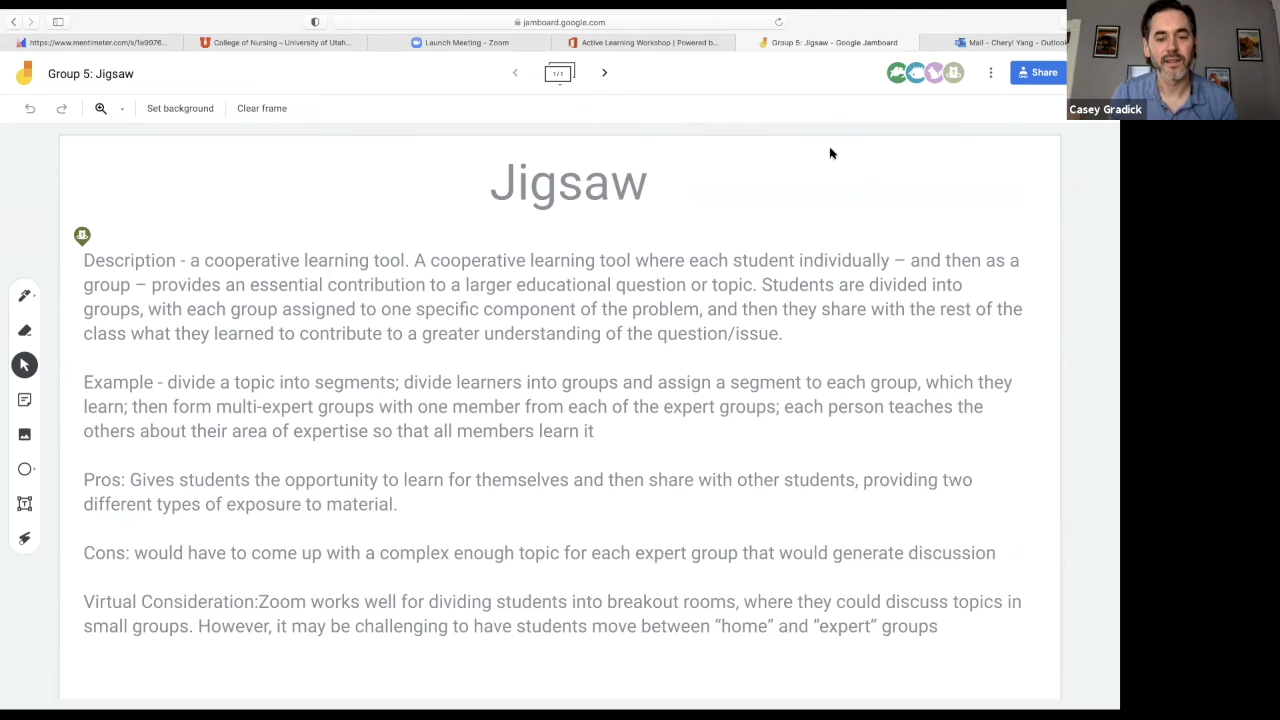 jamboard.google.com
https://www.mentimeter.com/s/1e9976...
College of Nursing – University of Utah...
Launch Meeting - Zoom
Active Learning Workshop | Powered b...
Group 5: Jigsaw - Google Jamboard
Mail - Cheryl Yang - Outlook
Group 5: Jigsaw
1/1
Share
Casey Gradick
Set background
Clear frame
Jigsaw
Description - a cooperative learning tool. A cooperative learning tool where each student individually – and then as a
group – provides an essential contribution to a larger educational question or topic. Students are divided into
groups, with each group assigned to one specific component of the problem, and then they share with the rest of the
class what they learned to contribute to a greater understanding of the question/issue.
Example - divide a topic into segments; divide learners into groups and assign a segment to each group, which they
learn; then form multi-expert groups with one member from each of the expert groups; each person teaches the
others about their area of expertise so that all members learn it
Pros: Gives students the opportunity to learn for themselves and then share with other students, providing two
different types of exposure to material.
Cons: would have to come up with a complex enough topic for each expert group that would generate discussion
Virtual Consideration:Zoom works well for dividing students into breakout rooms, where they could discuss topics in
small groups. However, it may be challenging to have students move between “home” and “expert” groups